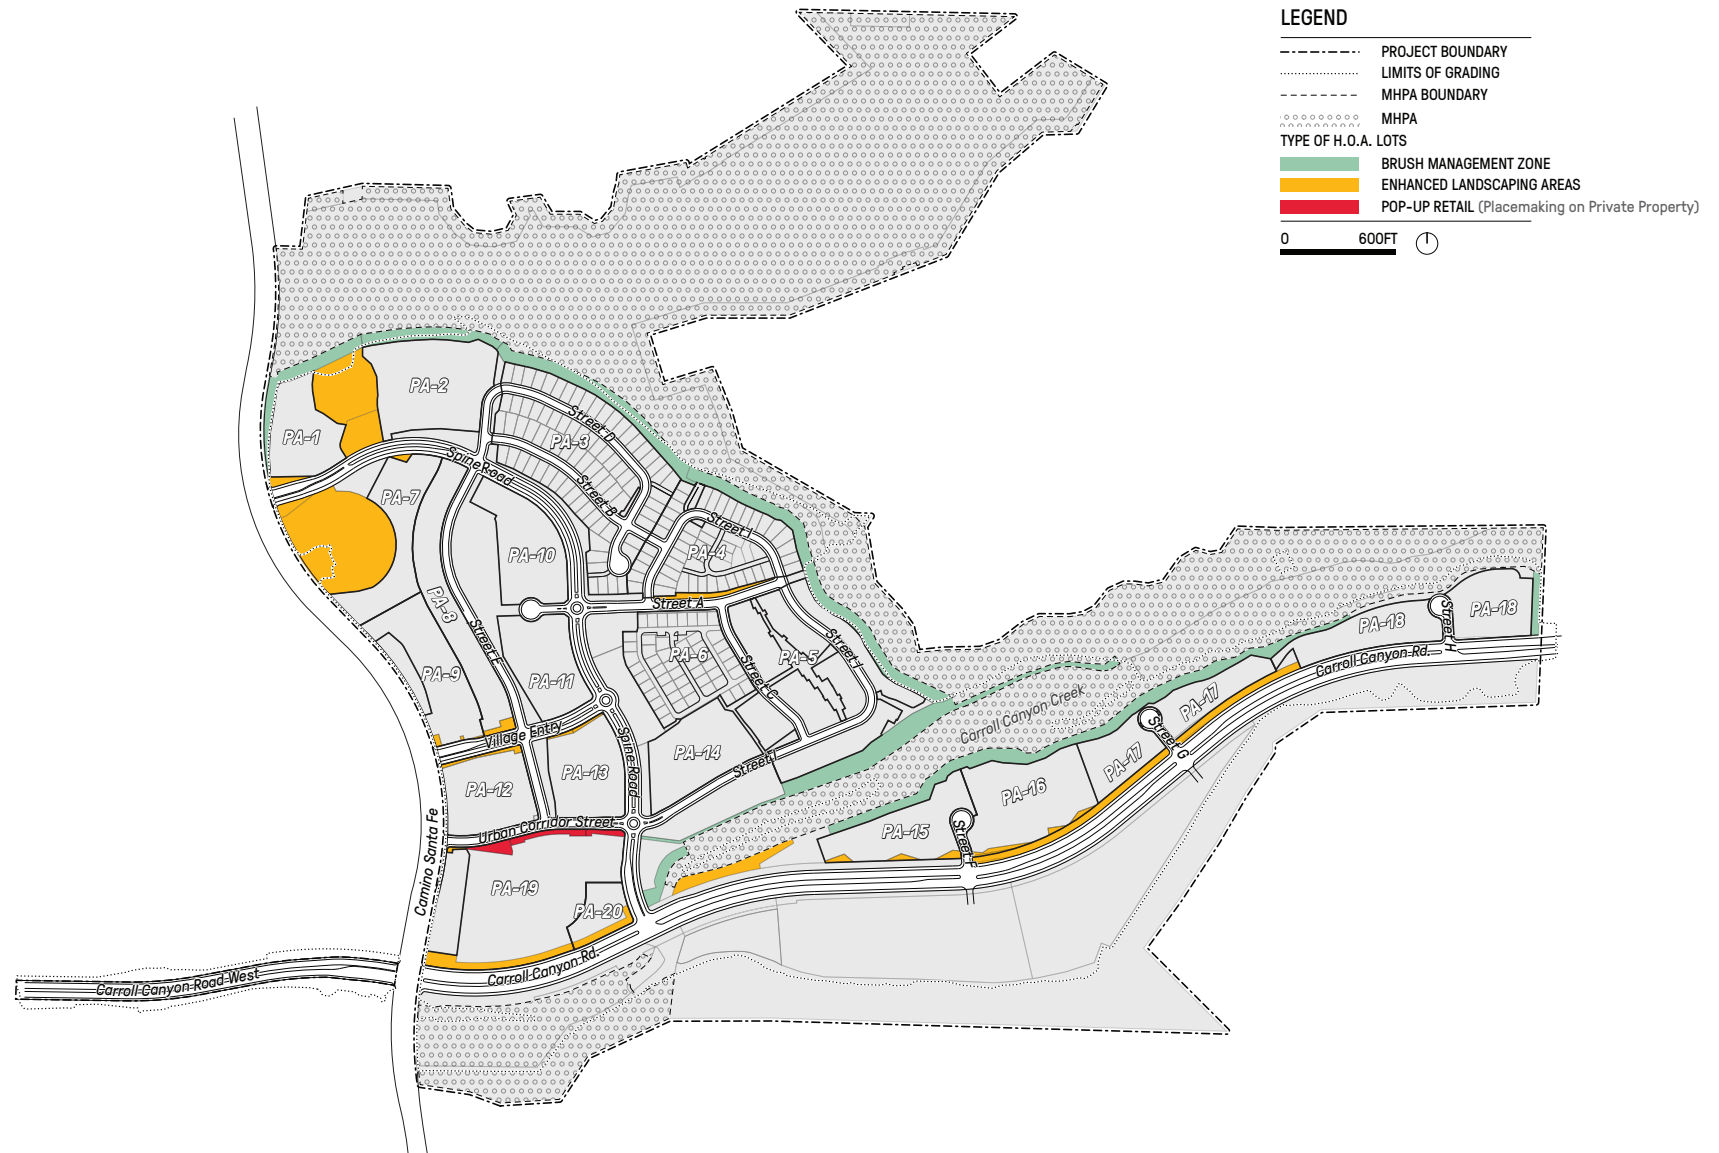 LEGEND
PROJECT BOUNDARY
LIMITS OF GRADING
MHPA BOUNDARY
MHPA
TYPE OF H.O.A. LOTS
BRUSH MANAGEMENT ZONE
ENHANCED LANDSCAPING AREAS
POP-UP RETAIL (Placemaking on Private Property)
0 600FT
PA-1
PA-2
PA-3
Street D
Spine Road
Street B
PA-7
Street J
PA-4
PA-10
PA-8
Street A
Street E
PA-6
PA-5
Street I
Street C
PA-9
PA-11
Village Entry
Spine Road
PA-14
Street I
PA-12
PA-13
Urban Corridor Street
Camino Santa Fe
PA-19
PA-20
Carroll Canyon Rd.
Carroll Canyon Road West
Carroll Canyon Creek
PA-15
Street F
PA-16
PA-17
Street G
PA-17
PA-18
Street H
PA-18
Carroll Canyon Rd.